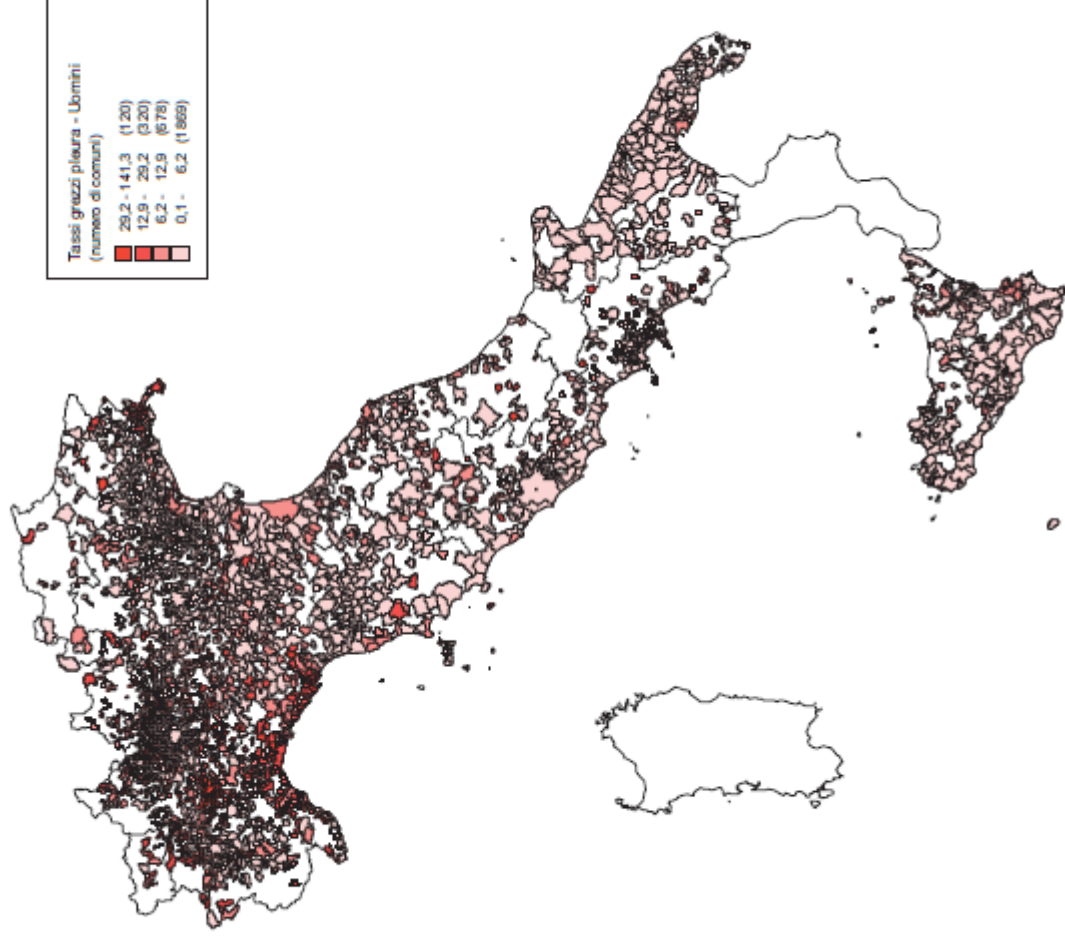 Tassi grezzi pleura - Uomini
(numero di comuni)
29,2 - 141,3 (120)
12,9 - 29,2 (320)
6,2 - 12,9 (678)
0,1 - 6,2 (1869)